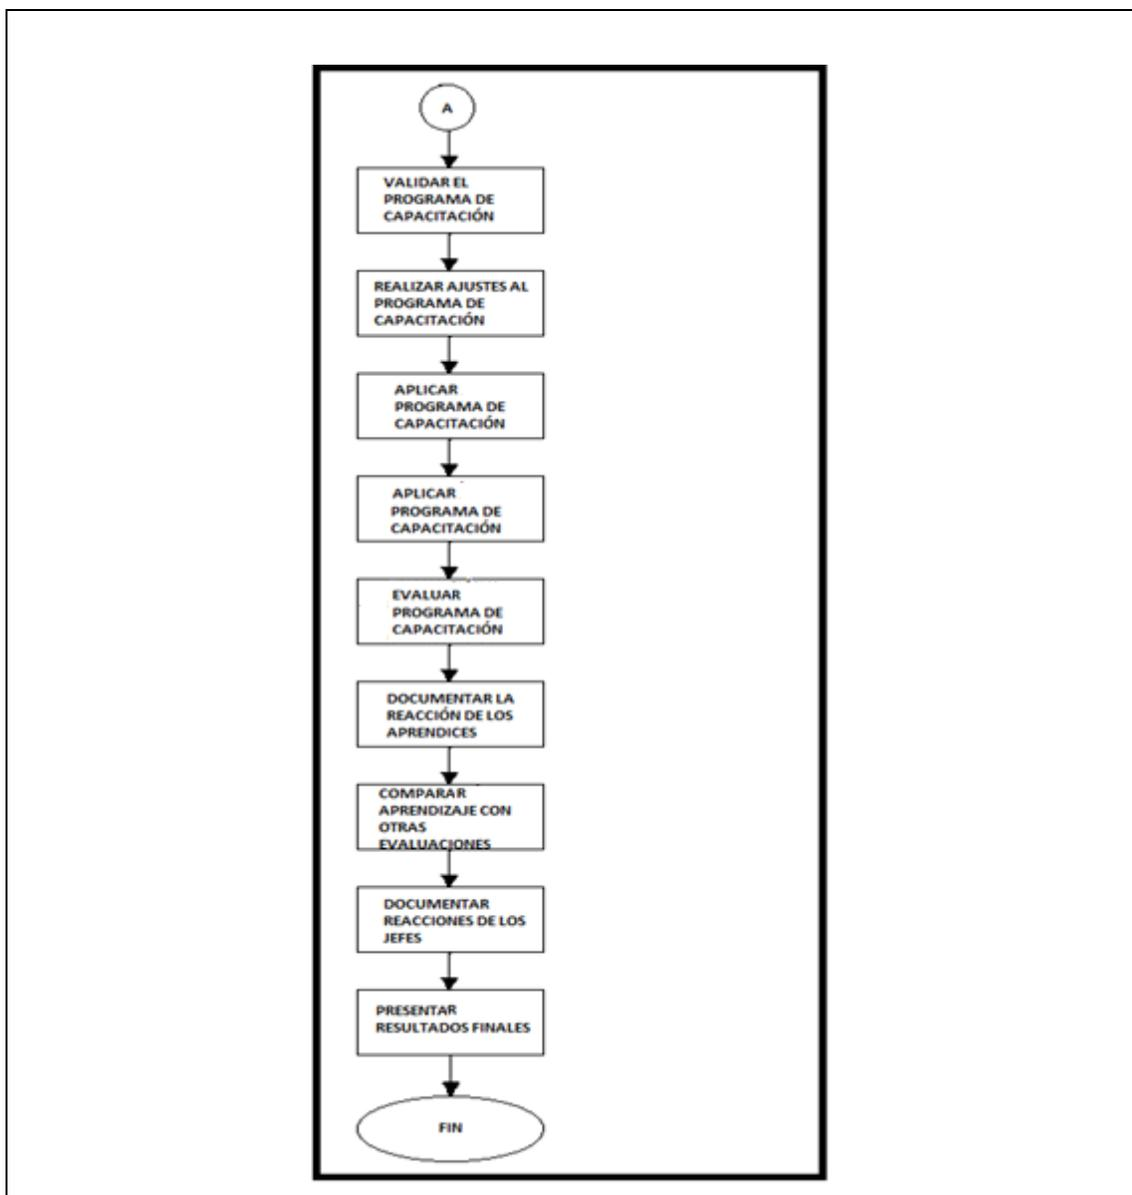 A
VALIDAR EL
PROGRAMA DE
CAPACITACIÓN
REALIZAR AJUSTES AL
PROGRAMA DE
CAPACITACIÓN
APLICAR
PROGRAMA DE
CAPACITACIÓN
APLICAR
PROGRAMA DE
CAPACITACIÓN
EVALUAR
PROGRAMA DE
CAPACITACIÓN
DOCUMENTAR LA
REACCIÓN DE LOS
APRENDICES
COMPARAR
APRENDIZAJE CON
OTRAS
EVALUACIONES
DOCUMENTAR
REACCIONES DE LOS
JEFES
PRESENTAR
RESULTADOS FINALES
FIN